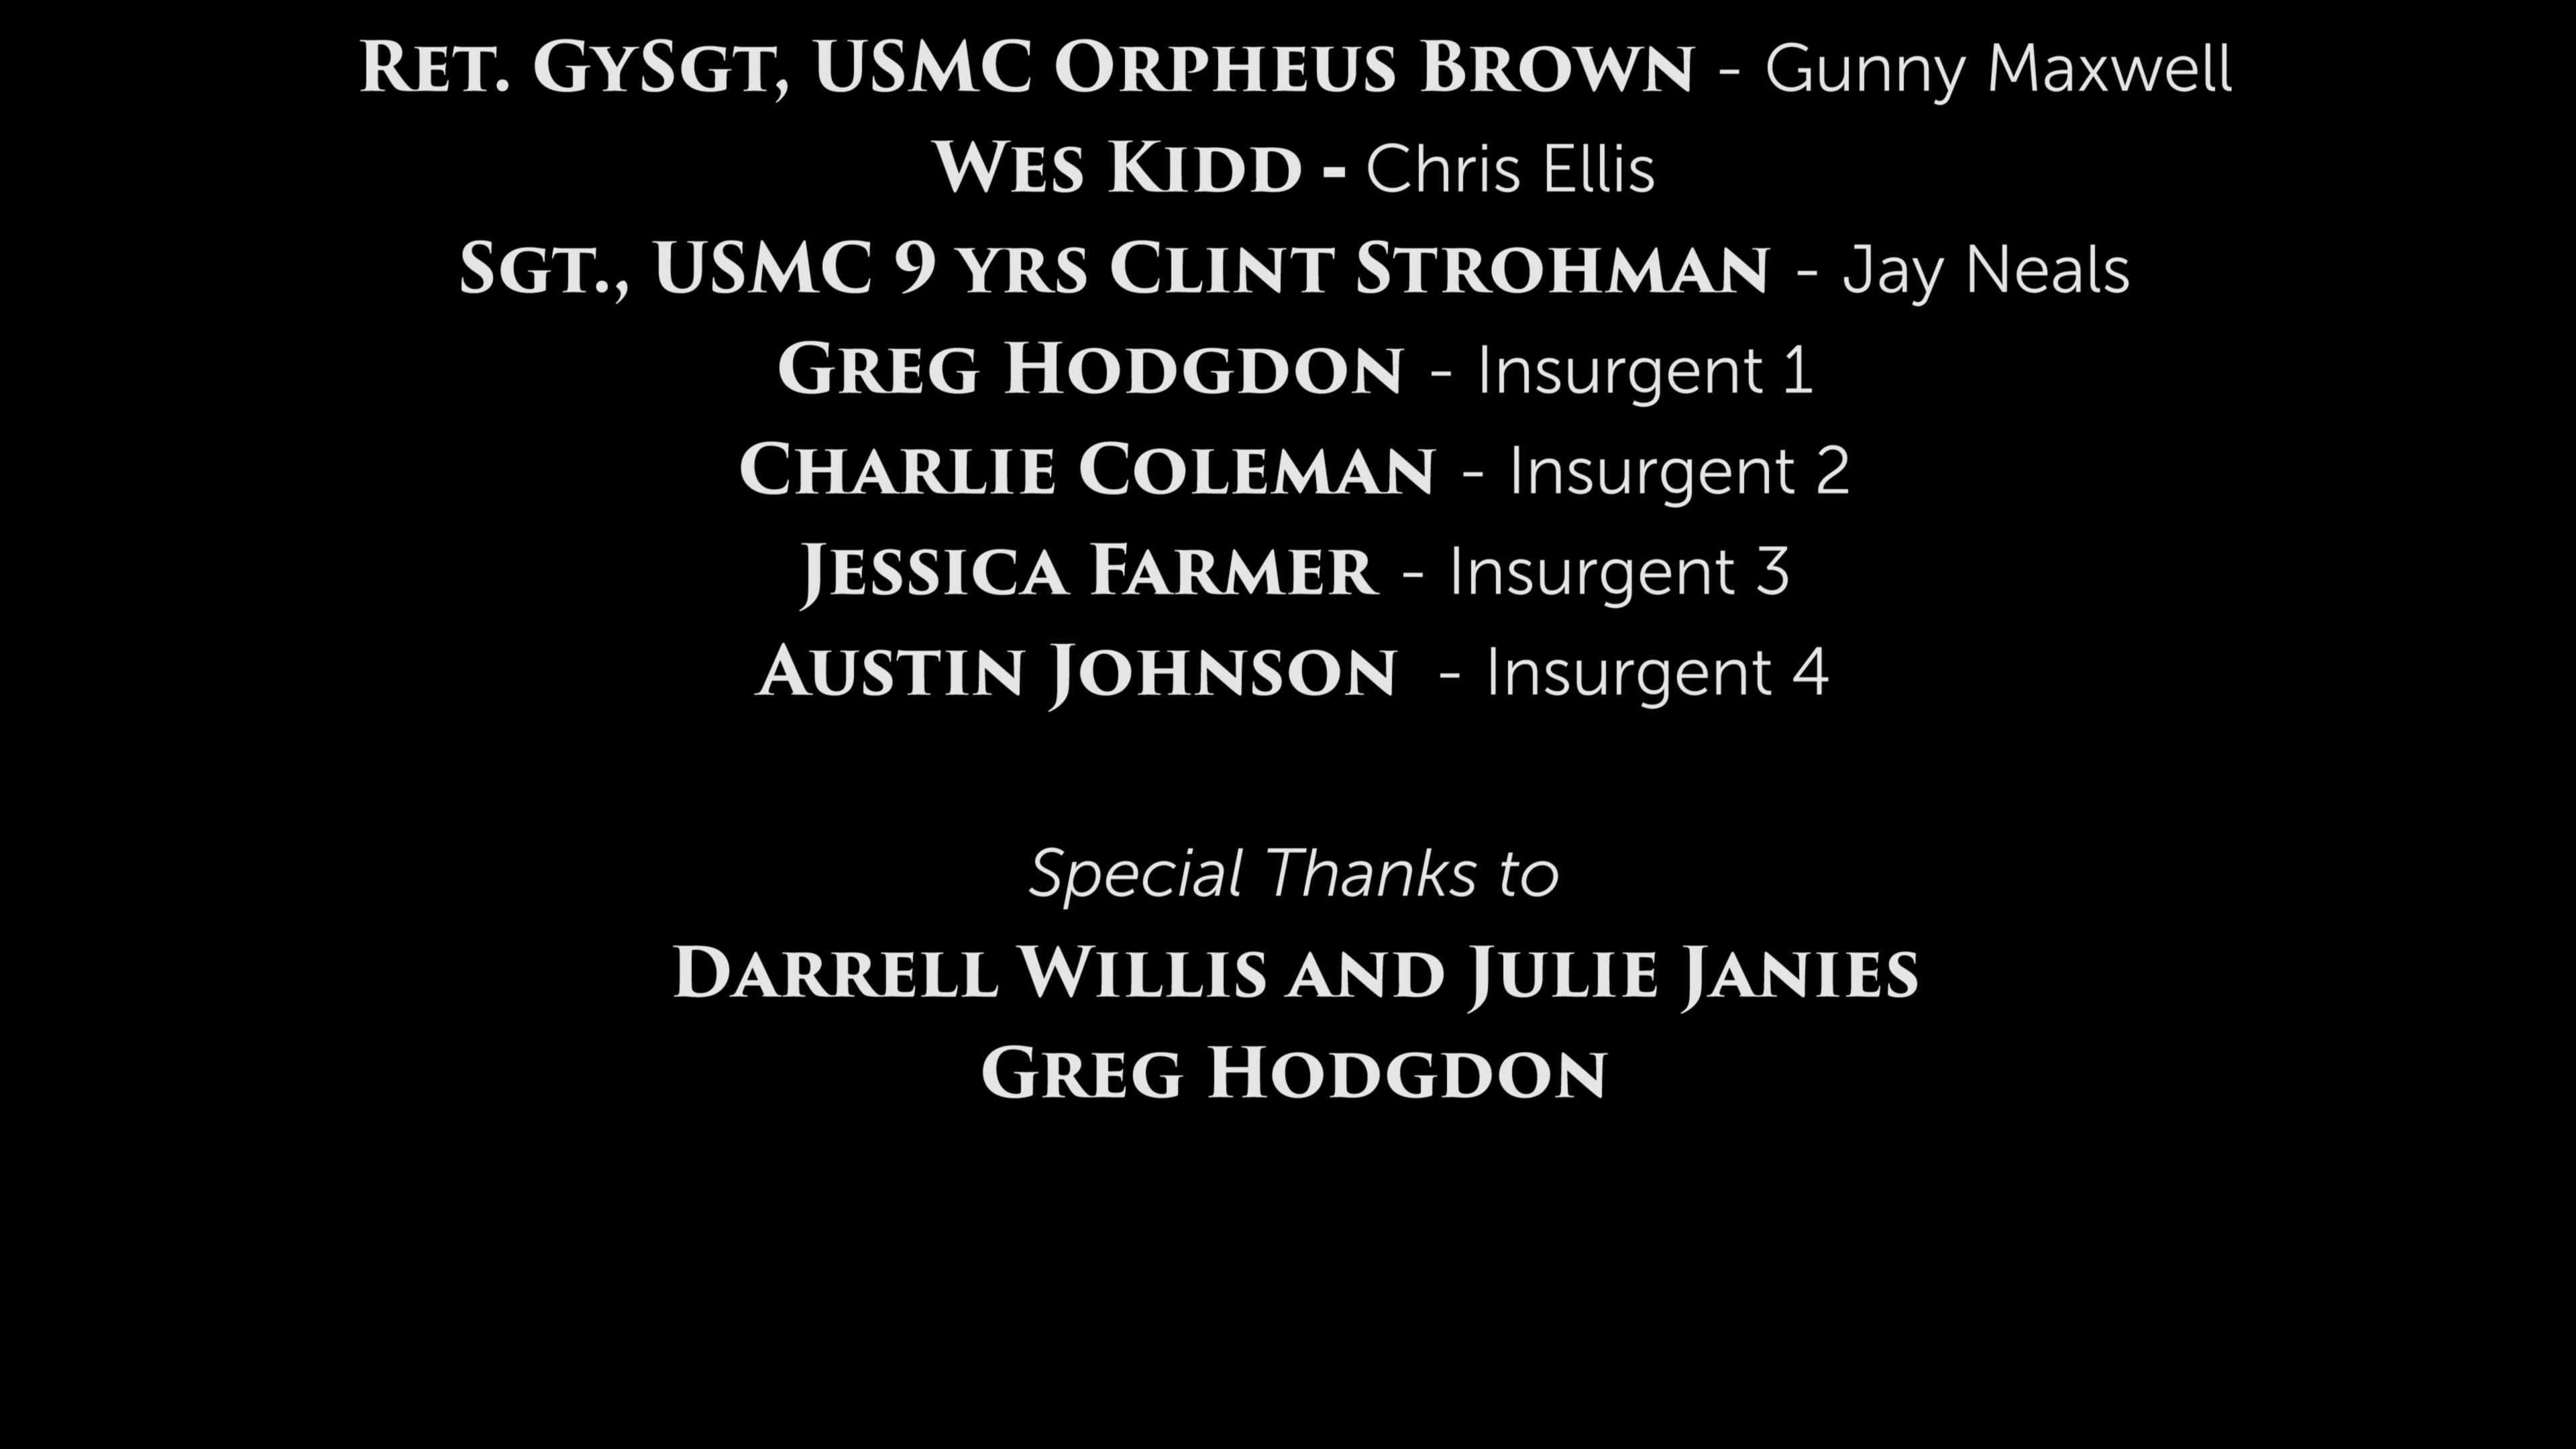 Ret. GySgt, USMC Orpheus Brown - Gunny Maxwell
Wes Kidd - Chris Ellis
Sgt., USMC 9 yrs Clint Strohman - Jay Neals
Greg Hodgdon - Insurgent 1
Charlie Coleman - Insurgent 2
Jessica Farmer - Insurgent 3
Austin Johnson - Insurgent 4
Special Thanks to
Darrell Willis and Julie Janies
Greg Hodgdon